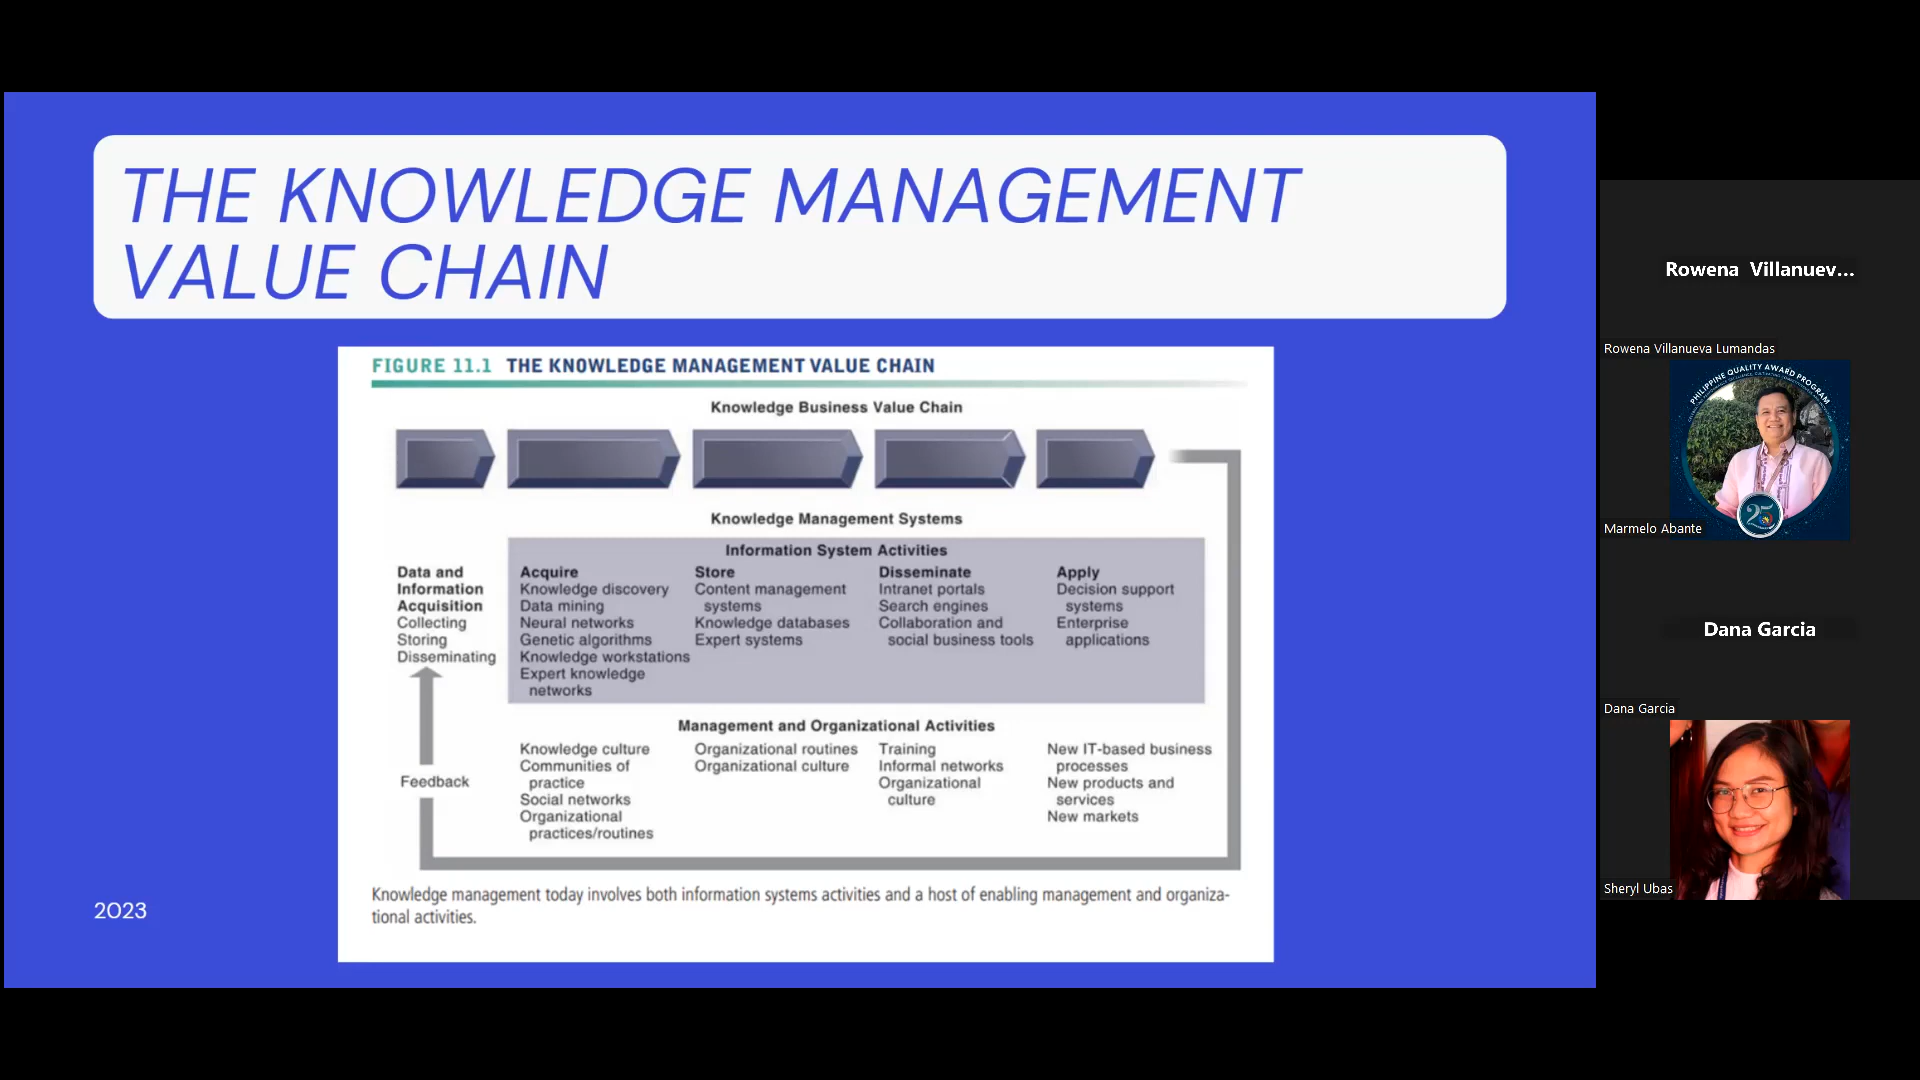 THE KNOWLEDGE MANAGEMENT
VALUE CHAIN
FIGURE 11.1 THE KNOWLEDGE MANAGEMENT VALUE CHAIN
Knowledge Business Value Chain
Knowledge Management Systems
Information System Activities
Data and
Information
Acquisition
Collecting
Storing
Disseminating
Acquire
Knowledge discovery
Data mining
Neural networks
Genetic algorithms
Knowledge workstations
Expert knowledge
networks
Store
Content management
systems
Knowledge databases
Expert systems
Disseminate
Intranet portals
Search engines
Collaboration and
social business tools
Apply
Decision support
systems
Enterprise
applications
Management and Organizational Activities
Feedback
Knowledge culture
Communities of
practice
Social networks
Organizational
practices/routines
Organizational routines
Organizational culture
Training
Informal networks
Organizational
culture
New IT-based business
processes
New products and
services
New markets
Knowledge management today involves both information systems activities and a host of enabling management and organiza-
tional activities.
2023
Rowena Villanuev...
Rowena Villanueva Lumandas
PHILIPPINE QUALITY AWARD PROGRAM
25
Marmelo Abante
Dana Garcia
Dana Garcia
Sheryl Ubas